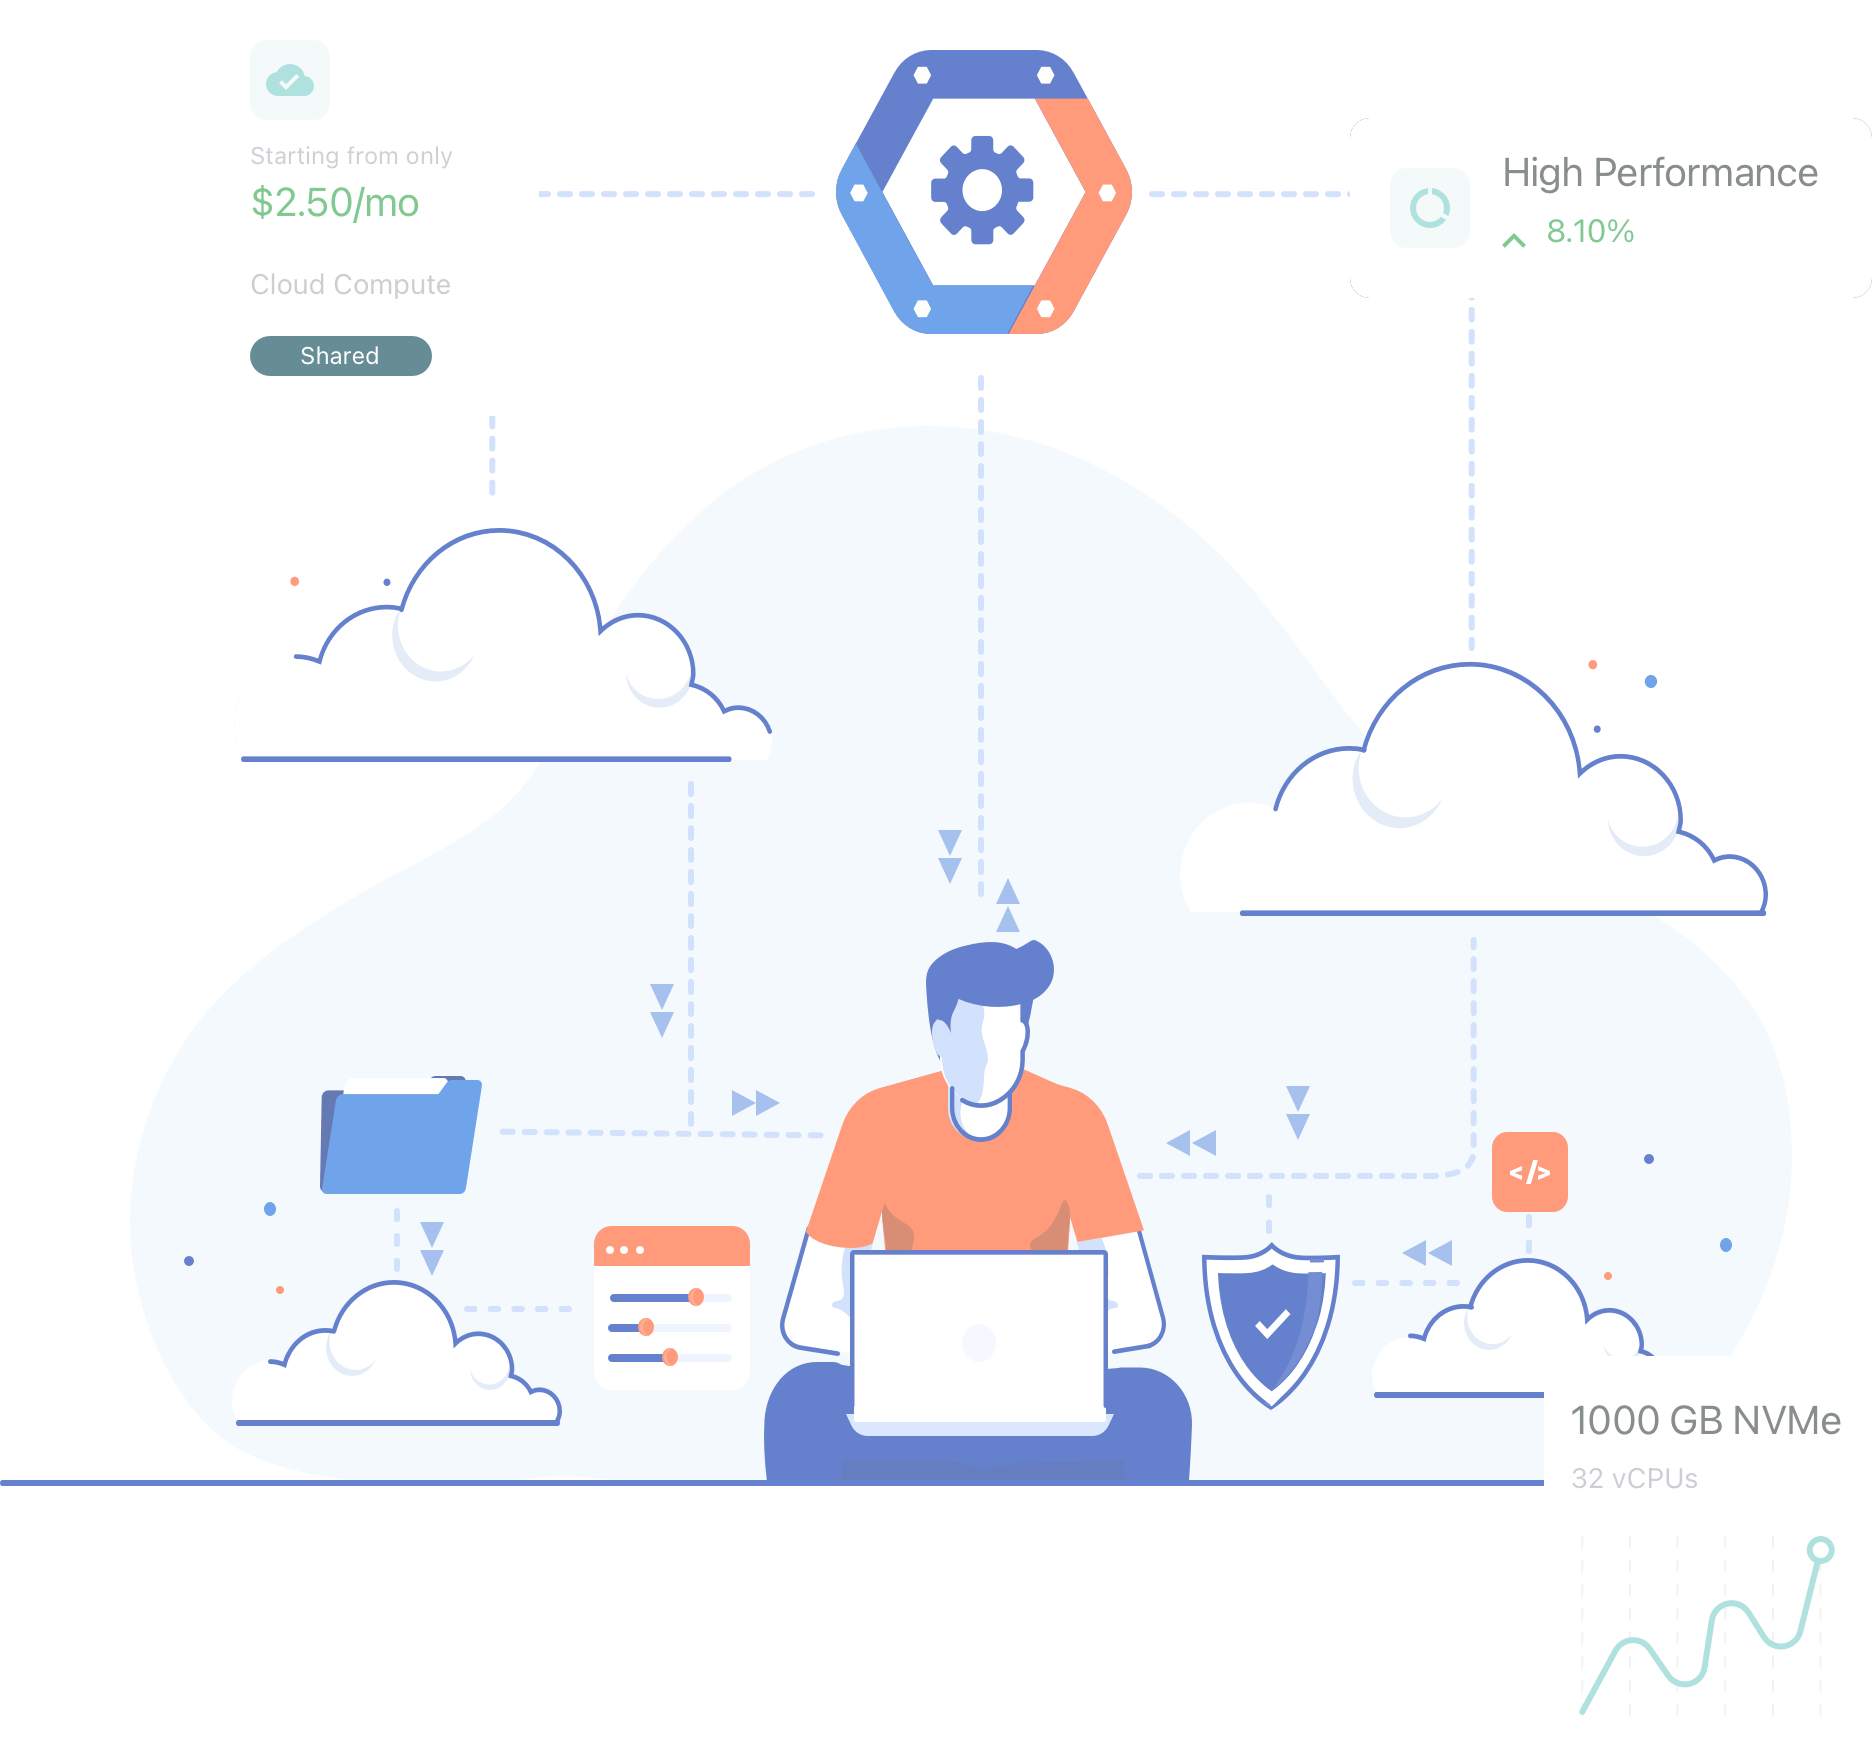 Starting from only
$2.50/mo
Cloud Compute
Shared
High Performance
8.10%
</>
1000 GB NVMe
32 vCPUs